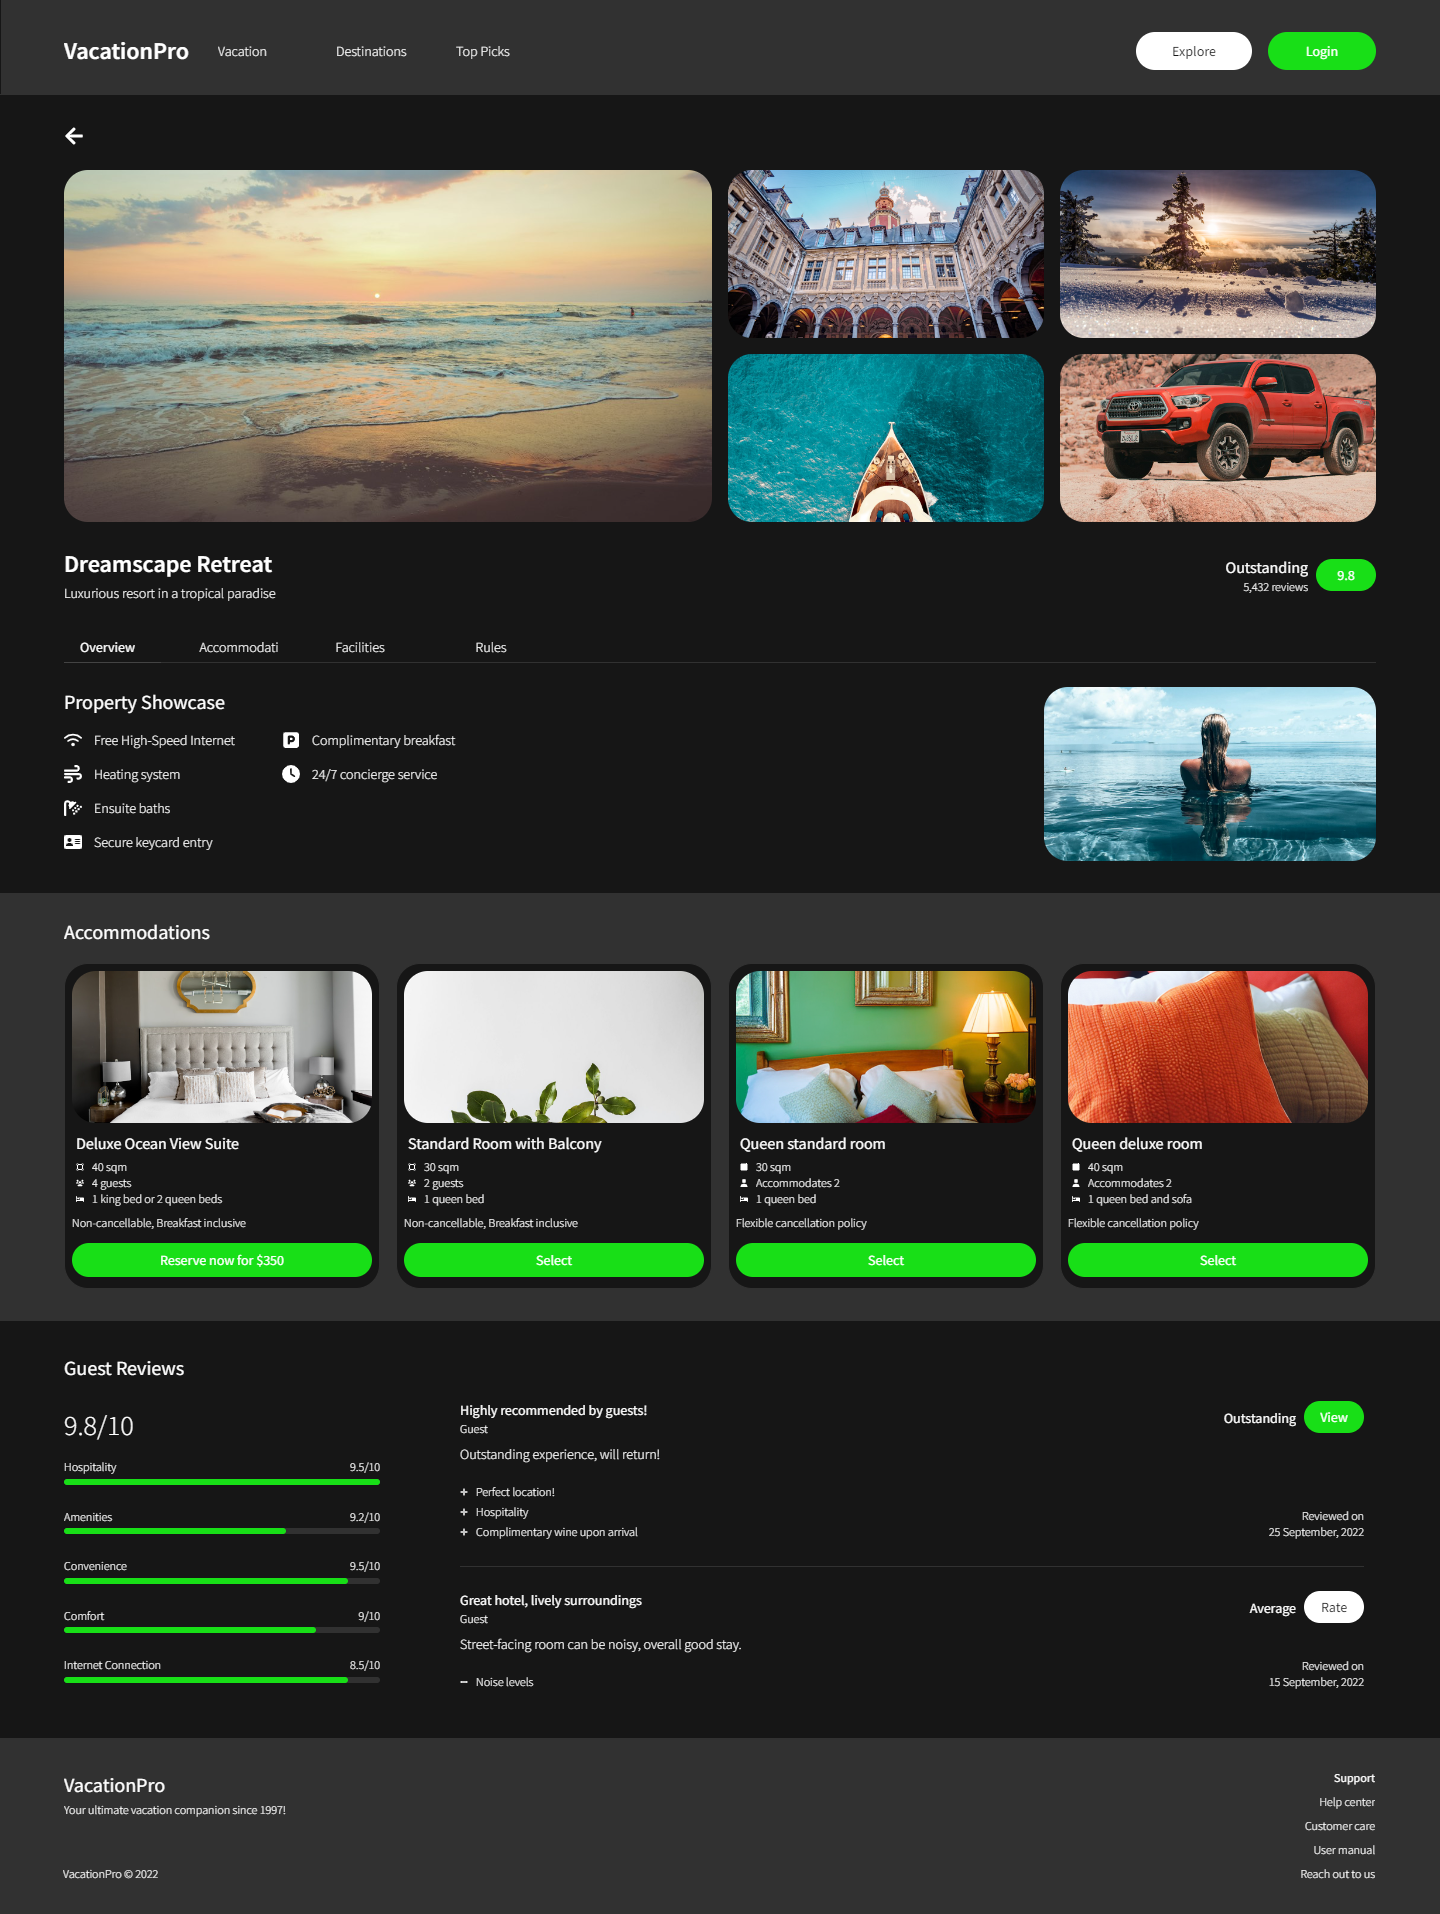 VacationPro
Vacation
Destinations
Top Picks
Explore
Login
Dreamscape Retreat
Luxurious resort in a tropical paradise
Outstanding
5,432 reviews
9.8
Overview
Accommodati
Facilities
Rules
Property Showcase
Free High-Speed Internet
Complimentary breakfast
Heating system
24/7 concierge service
Ensuite baths
Secure keycard entry
Accommodations
Deluxe Ocean View Suite
40 sqm
4 guests
1 king bed or 2 queen beds
Non-cancellable, Breakfast inclusive
Reserve now for $350
Standard Room with Balcony
30 sqm
2 guests
1 queen bed
Non-cancellable, Breakfast inclusive
Select
Queen standard room
30 sqm
Accommodates 2
1 queen bed
Flexible cancellation policy
Select
Queen deluxe room
40 sqm
Accommodates 2
1 queen bed and sofa
Flexible cancellation policy
Select
Guest Reviews
9.8/10
Hospitality 9.5/10
Amenities 9.2/10
Convenience 9.5/10
Comfort 9/10
Internet Connection 8.5/10
Highly recommended by guests!
Guest
Outstanding experience, will return!
+ Perfect location!
+ Hospitality
+ Complimentary wine upon arrival
Outstanding
View
Reviewed on
25 September, 2022
Great hotel, lively surroundings
Guest
Street-facing room can be noisy, overall good stay.
− Noise levels
Average
Rate
Reviewed on
15 September, 2022
VacationPro
Your ultimate vacation companion since 1997!
VacationPro © 2022
Support
Help center
Customer care
User manual
Reach out to us